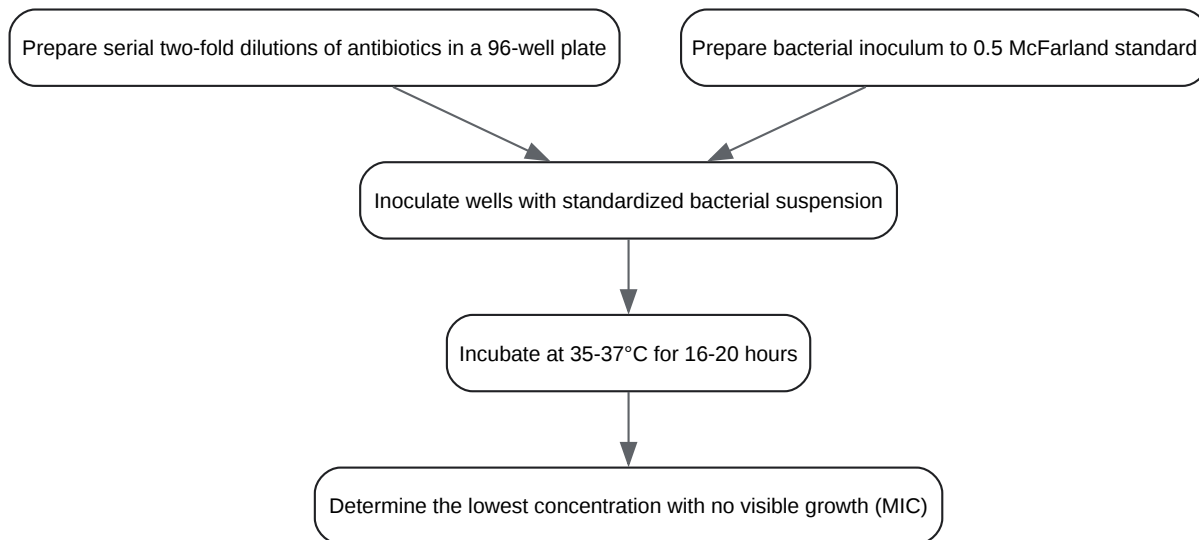 Prepare serial two-fold dilutions of antibiotics in a 96-well plate
Prepare bacterial inoculum to 0.5 McFarland standard
Inoculate wells with standardized bacterial suspension
Incubate at 35-37°C for 16-20 hours
Determine the lowest concentration with no visible growth (MIC)